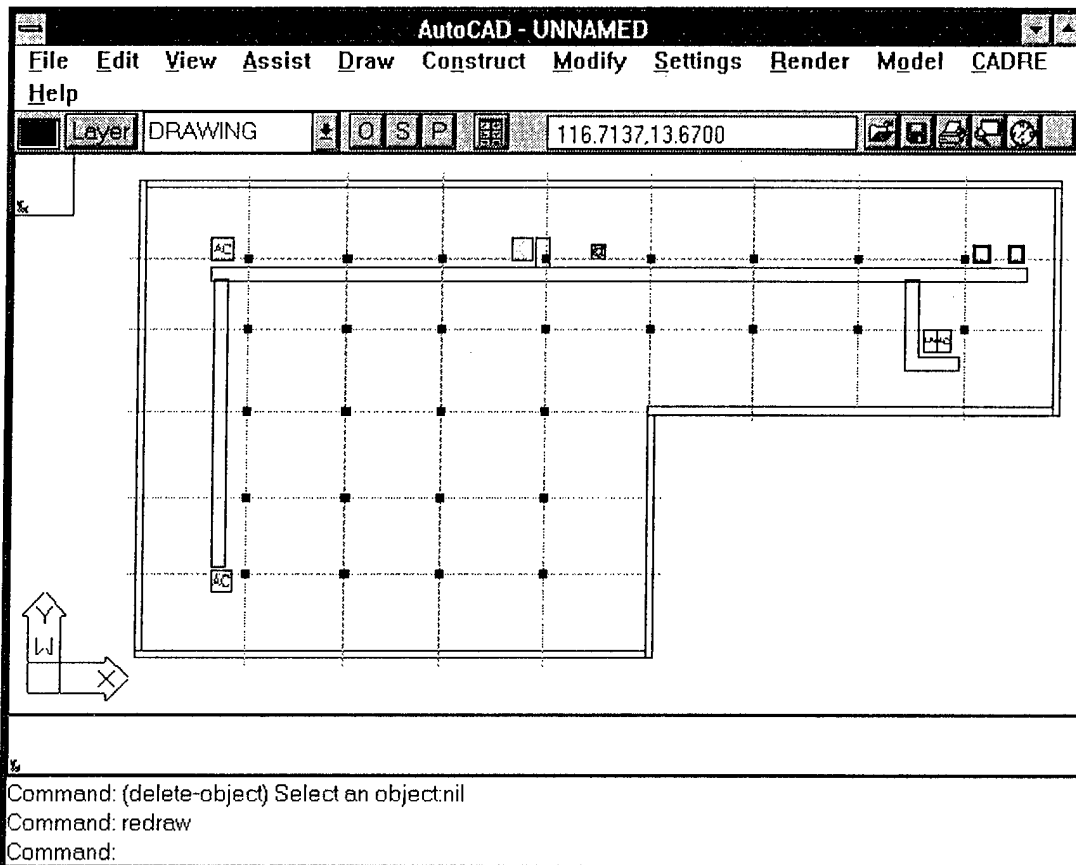 AutoCAD - UNNAMED
File Edit View Assist Draw Construct Modify Settings Render Model CADRE
Help
Layer DRAWING O S P 116.7137,13.6700
AC
AC
Y
W
X
Command: (delete-object) Select an object:nil
Command: redraw
Command: